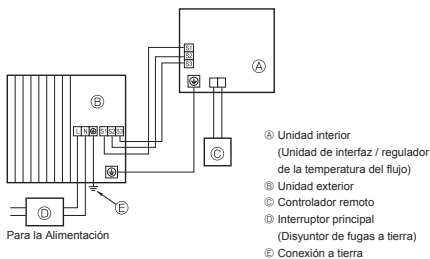 S1
S2
S3
Ⓐ
Ⓑ
L N S1 S2 S3
Ⓒ
Ⓓ
Ⓔ
Para la Alimentación
Ⓐ Unidad interior
(Unidad de interfaz / regulador
de la temperatura del flujo)
Ⓑ Unidad exterior
Ⓒ Controlador remoto
Ⓓ Interruptor principal
(Disyuntor de fugas a tierra)
Ⓔ Conexión a tierra